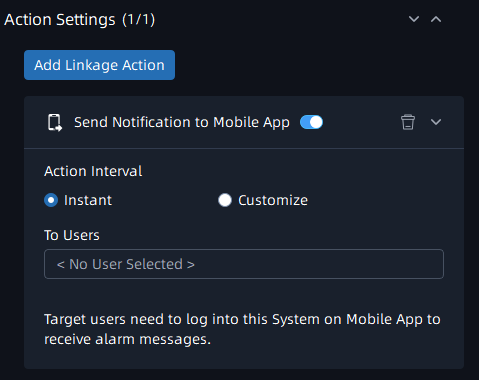 Action Settings (1/1)
Add Linkage Action
Send Notification to Mobile App
Action Interval
Instant Customize
To Users
< No User Selected >
Target users need to log into this System on Mobile App to
receive alarm messages.